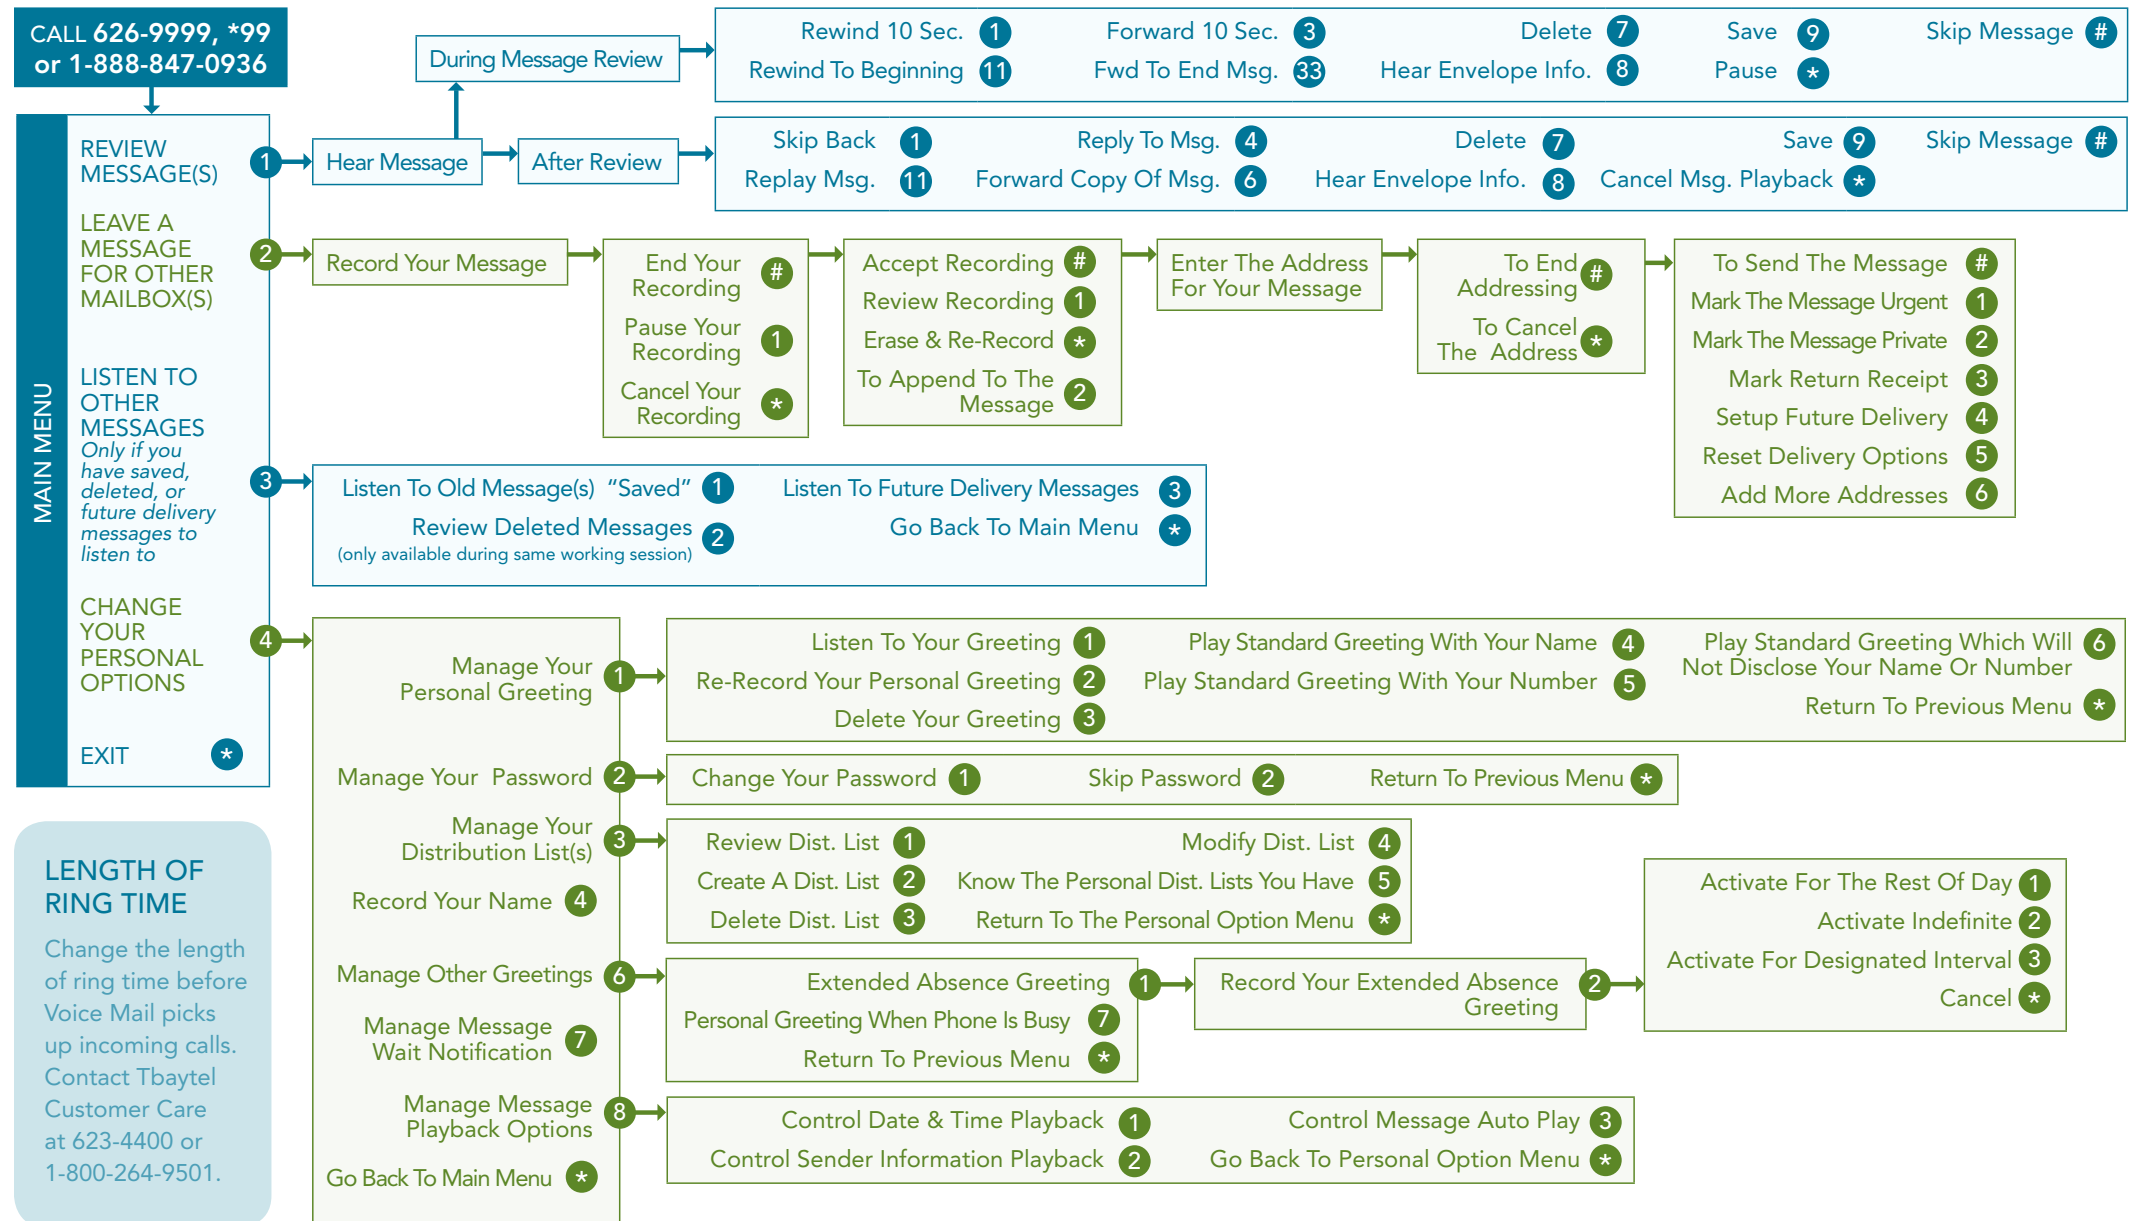 CALL 626-9999, *99
or 1-888-847-0936
MAIN MENU
REVIEW
MESSAGE(S)
1
Hear Message
During Message Review
Rewind 10 Sec. 1
Forward 10 Sec. 3
Delete 7
Save 9
Skip Message #
Rewind To Beginning 11
Fwd To End Msg. 33
Hear Envelope Info. 8
Pause *
After Review
Skip Back 1
Reply To Msg. 4
Delete 7
Save 9
Skip Message #
Replay Msg. 11
Forward Copy Of Msg. 6
Hear Envelope Info. 8
Cancel Msg. Playback *
LEAVE A
MESSAGE
FOR OTHER
MAILBOX(S)
2
Record Your Message
End Your
Recording #
Pause Your
Recording 1
Cancel Your
Recording *
Accept Recording #
Review Recording 1
Erase & Re-Record *
To Append To The
Message 2
Enter The Address
For Your Message
To End
Addressing #
To Cancel
The Address *
To Send The Message #
Mark The Message Urgent 1
Mark The Message Private 2
Mark Return Receipt 3
Setup Future Delivery 4
Reset Delivery Options 5
Add More Addresses 6
LISTEN TO
OTHER
MESSAGES
Only if you
have saved,
deleted, or
future delivery
messages to
listen to
3
Listen To Old Message(s) “Saved” 1
Listen To Future Delivery Messages 3
Review Deleted Messages 2
(only available during same working session)
Go Back To Main Menu *
CHANGE
YOUR
PERSONAL
OPTIONS
4
EXIT *
Manage Your
Personal Greeting 1
Listen To Your Greeting 1
Re-Record Your Personal Greeting 2
Delete Your Greeting 3
Play Standard Greeting With Your Name 4
Play Standard Greeting With Your Number 5
Play Standard Greeting Which Will 6
Not Disclose Your Name Or Number
Return To Previous Menu *
Manage Your Password 2
Change Your Password 1
Skip Password 2
Return To Previous Menu *
Manage Your
Distribution List(s) 3
Review Dist. List 1
Create A Dist. List 2
Delete Dist. List 3
Modify Dist. List 4
Know The Personal Dist. Lists You Have 5
Return To The Personal Option Menu *
Record Your Name 4
Manage Other Greetings 6
Extended Absence Greeting 1
Personal Greeting When Phone Is Busy 7
Return To Previous Menu *
Record Your Extended Absence
Greeting 2
Activate For The Rest Of Day 1
Activate Indefinite 2
Activate For Designated Interval 3
Cancel *
Manage Message
Wait Notification 7
Manage Message
Playback Options 8
Control Date & Time Playback 1
Control Sender Information Playback 2
Control Message Auto Play 3
Go Back To Personal Option Menu *
Go Back To Main Menu *
LENGTH OF
RING TIME
Change the length
of ring time before
Voice Mail picks
up incoming calls.
Contact Tbaytel
Customer Care
at 623-4400 or
1-800-264-9501.